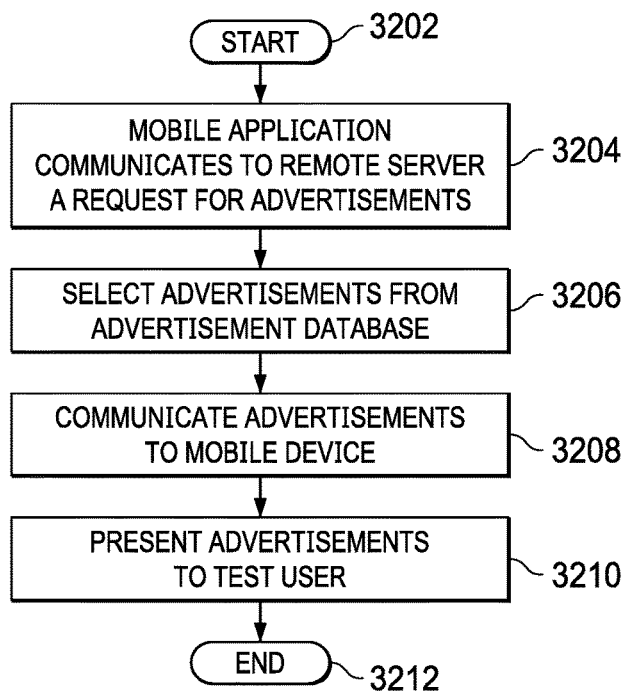 START
3202
MOBILE APPLICATION
COMMUNICATES TO REMOTE SERVER
A REQUEST FOR ADVERTISEMENTS
3204
SELECT ADVERTISEMENTS FROM
ADVERTISEMENT DATABASE
3206
COMMUNICATE ADVERTISEMENTS
TO MOBILE DEVICE
3208
PRESENT ADVERTISEMENTS
TO TEST USER
3210
END
3212